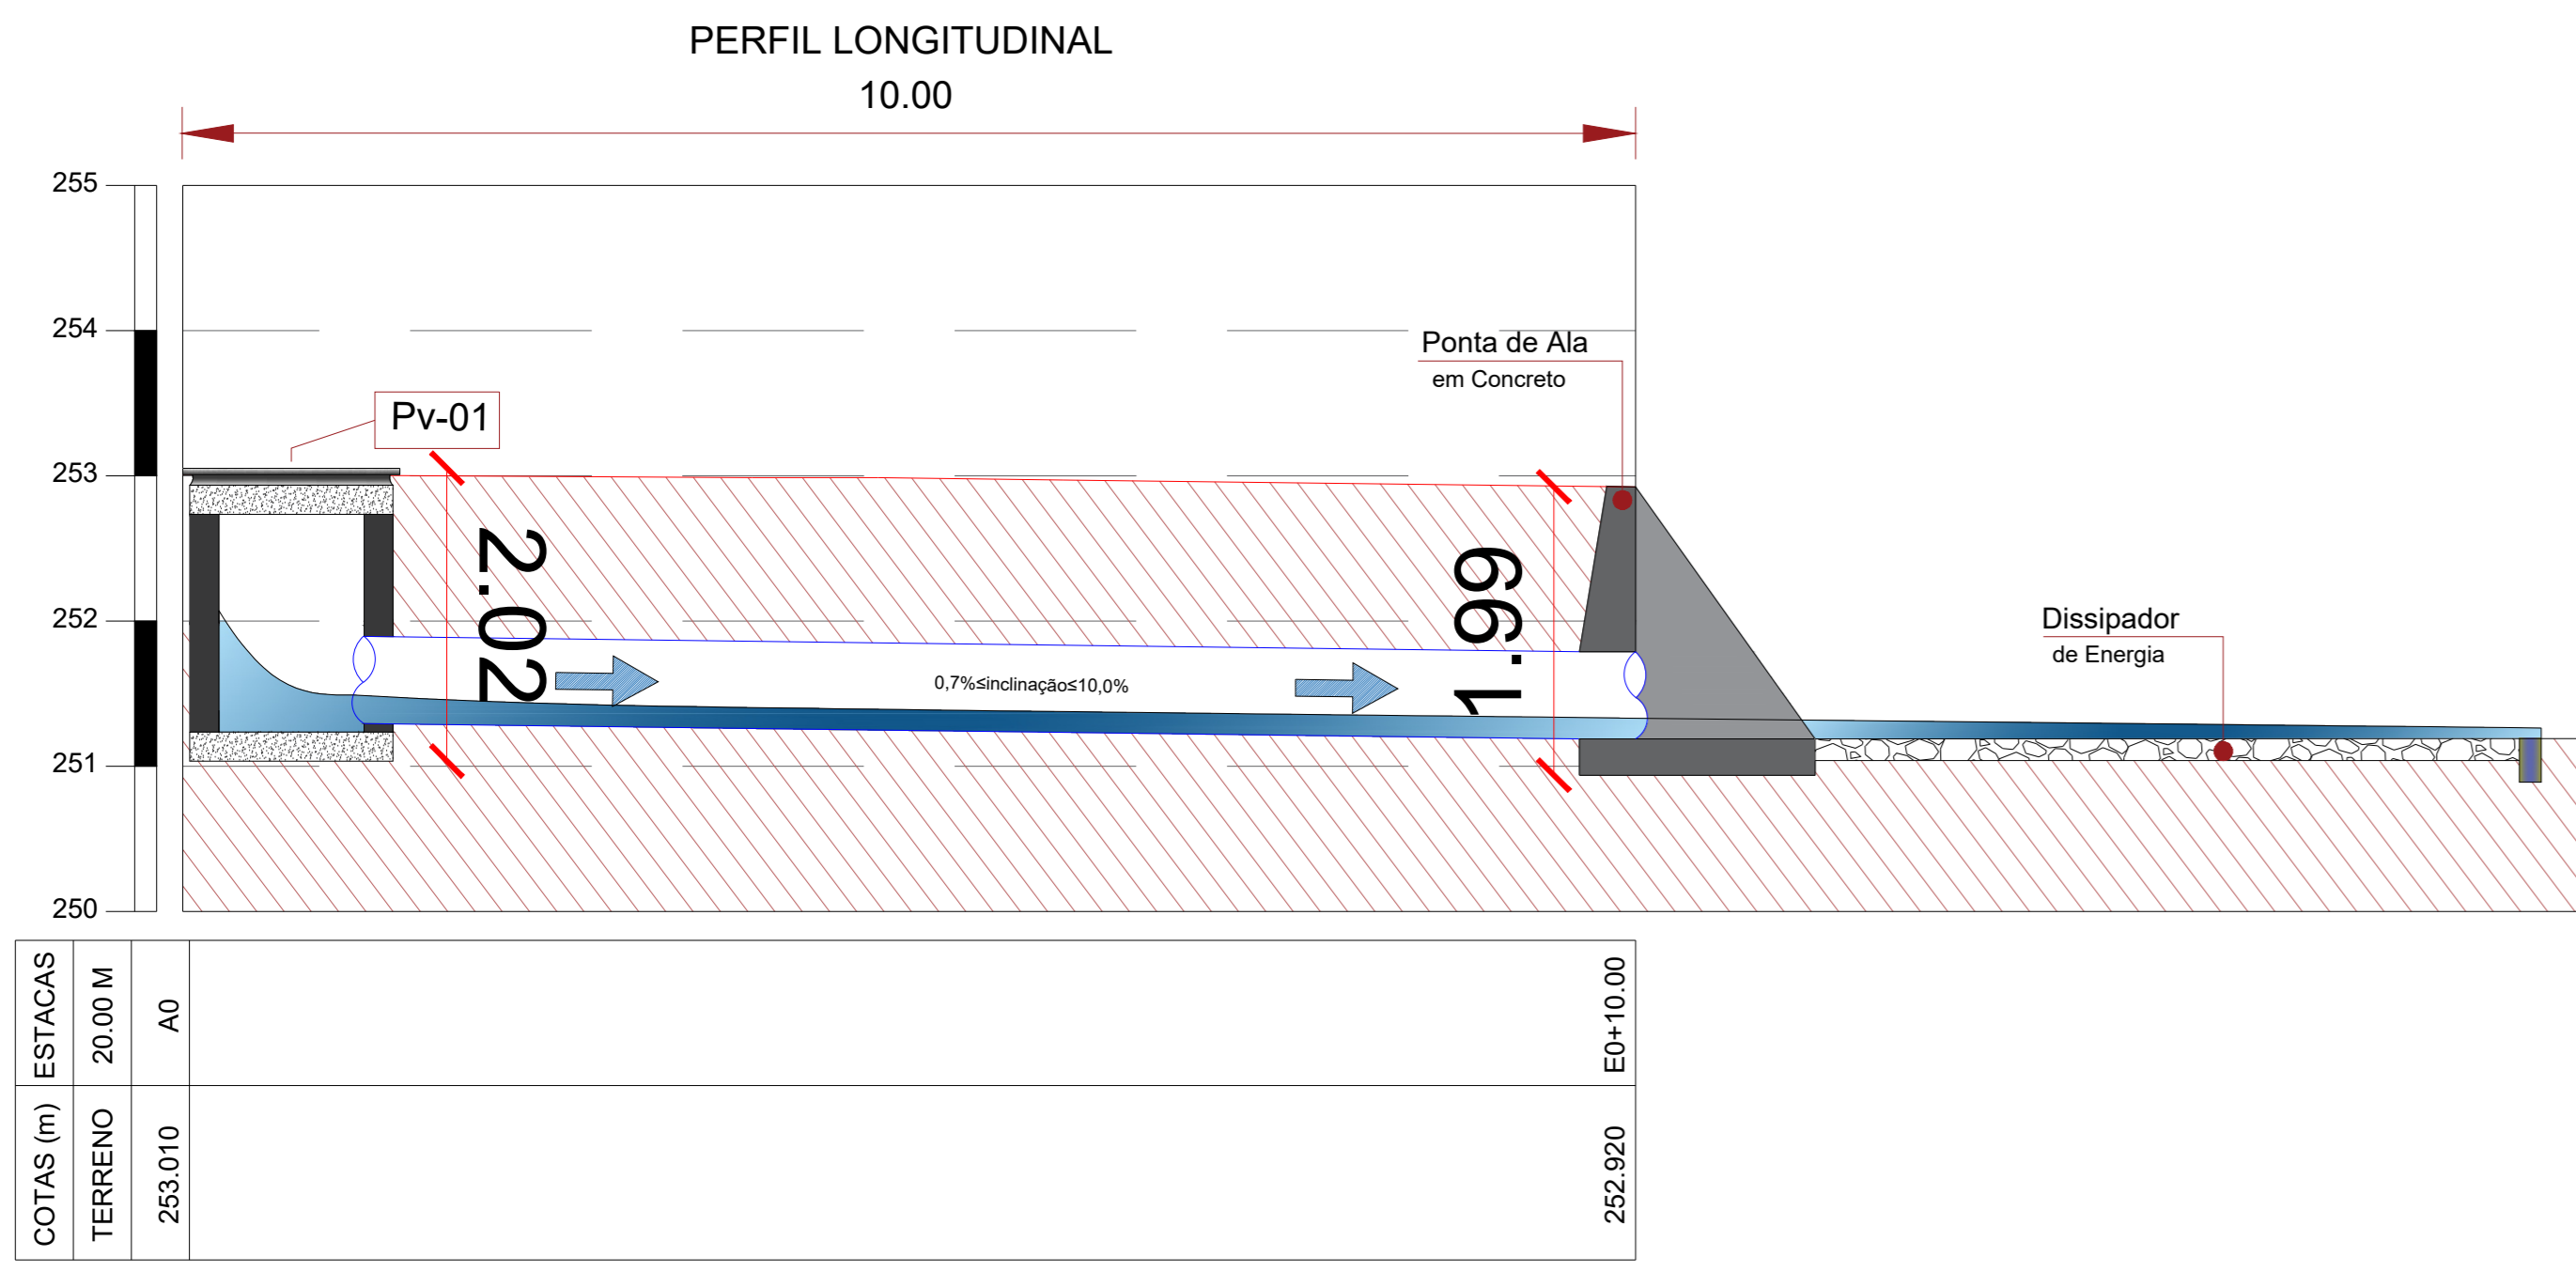 PERFIL LONGITUDINAL
10.00
255
254
253
252
251
250
Pv-01
Ponta de Ala
em Concreto
2.02
1.99
0,7%≤inclinação≤10,0%
Dissipador
de Energia
ESTACAS
20.00 M
A0
E0+10.00
COTAS (m)
TERRENO
253.010
252.920